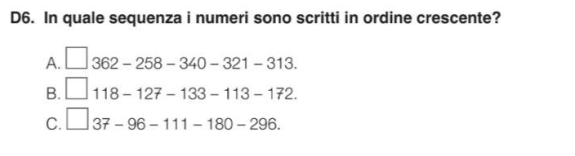 D6. In quale sequenza i numeri sono scritti in ordine crescente?
A. 362 – 258 – 340 – 321 – 313.
B. 118 – 127 – 133 – 113 – 172.
C. 37 – 96 – 111 – 180 – 296.